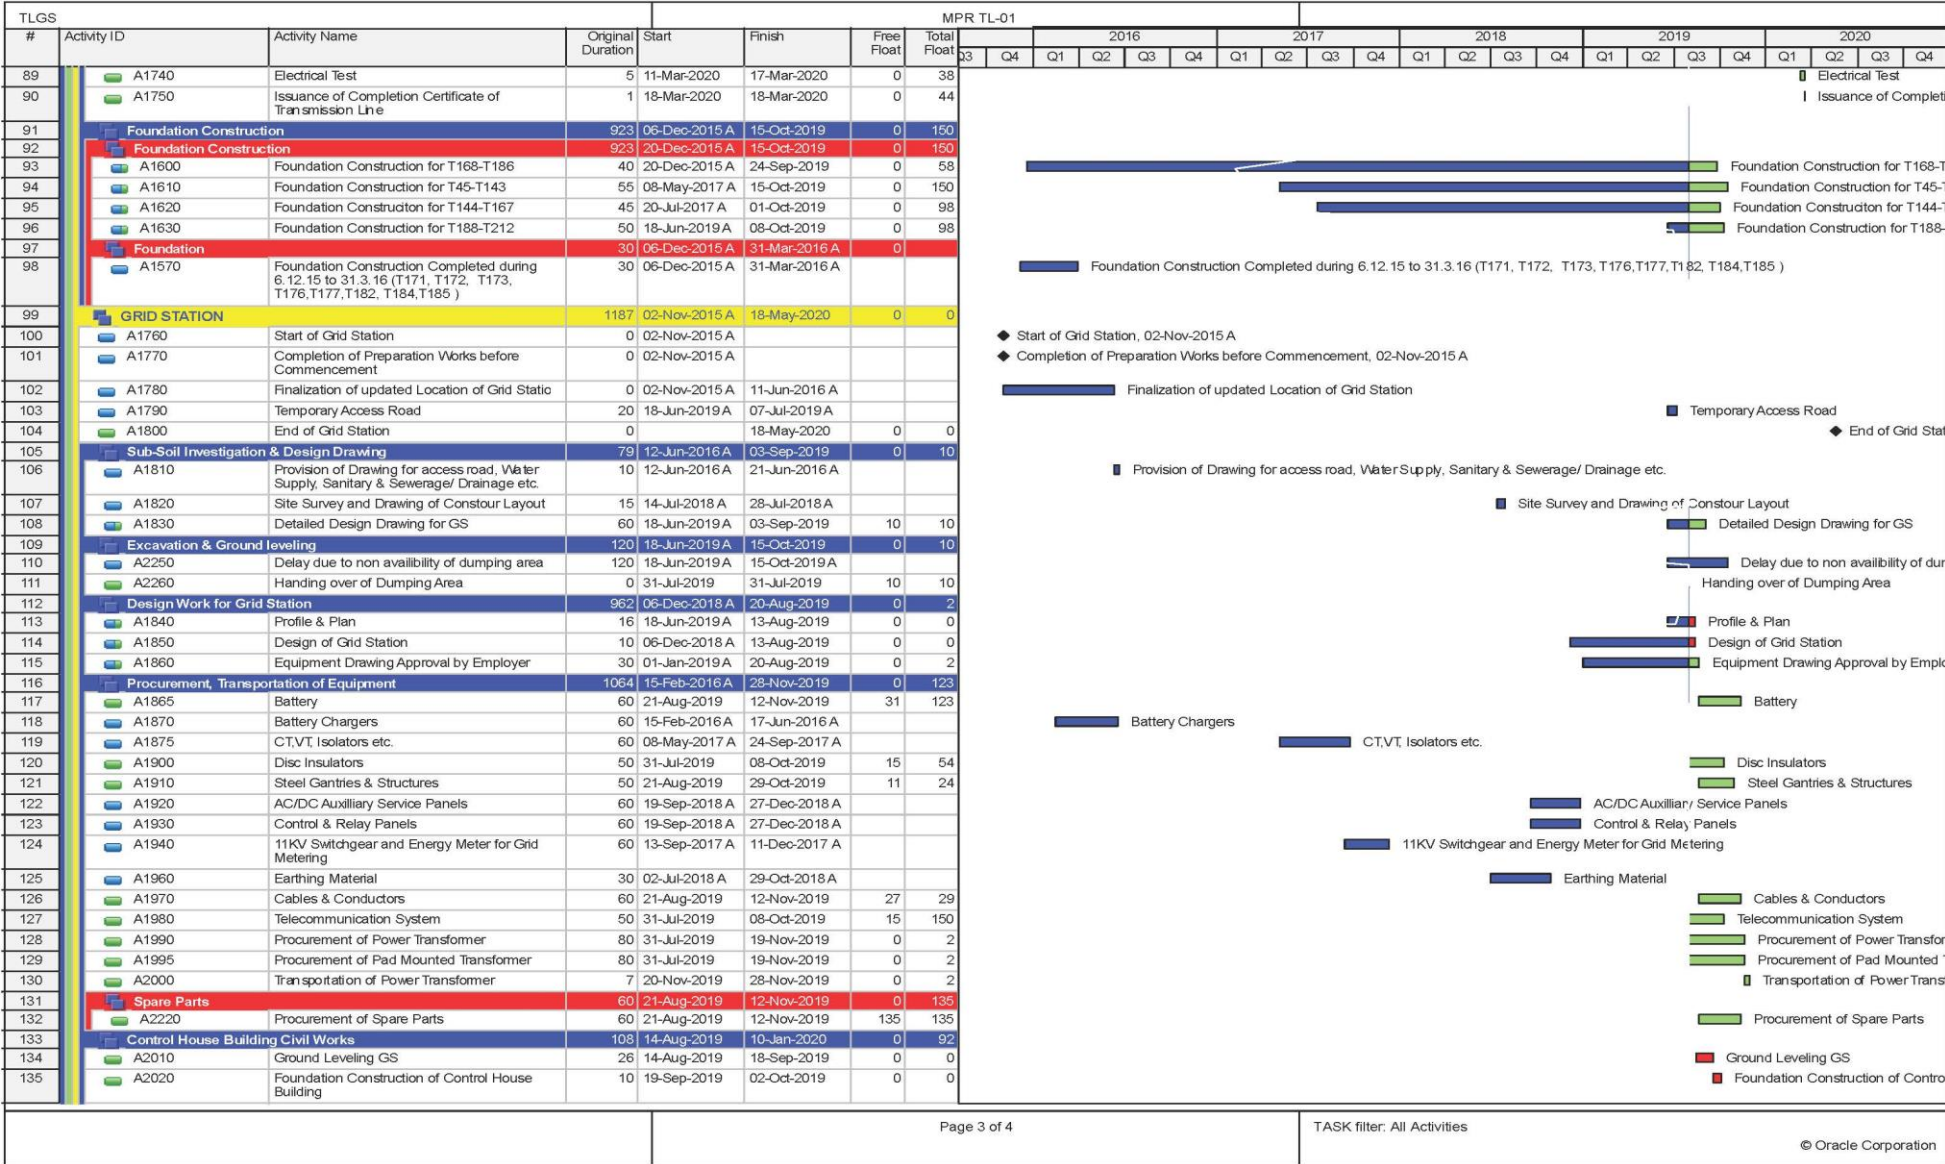 TLGS MPR TL-01
# Activity ID Activity Name Original Duration Start Finish Free Float Total Float 2016 2017 2018 2019 2020
Q3 Q4 Q1 Q2 Q3 Q4 Q1 Q2 Q3 Q4 Q1 Q2 Q3 Q4 Q1 Q2 Q3 Q4 Q1 Q2 Q3 Q4
89 A1740 Electrical Test 5 11-Mar-2020 17-Mar-2020 0 38 Electrical Test
90 A1750 Issuance of Completion Certificate of 1 18-Mar-2020 18-Mar-2020 0 44 Issuance of Completi
Transmission Line
91 Foundation Construction 923 06-Dec-2015 A 15-Oct-2019 0 150
92 Foundation Construction 923 20-Dec-2015 A 15-Oct-2019 0 150
93 A1600 Foundation Construction for T168-T186 40 20-Dec-2015 A 24-Sep-2019 0 58 Foundation Construction for T168-T
94 A1610 Foundation Construction for T45-T143 55 08-May-2017 A 15-Oct-2019 0 150 Foundation Construction for T45-T
95 A1620 Foundation Construciton for T144-T167 45 20-Jul-2017 A 01-Oct-2019 0 98 Foundation Construciton for T144-T
96 A1630 Foundation Construction for T188-T212 50 18-Jun-2019 A 08-Oct-2019 0 98 Foundation Construction for T188-
97 Foundation 30 06-Dec-2015 A 31-Mar-2016 A 0
98 A1570 Foundation Construction Completed during 30 06-Dec-2015 A 31-Mar-2016 A Foundation Construction Completed during 6.12.15 to 31.3.16 (T171, T172, T173, T176,T177,T182, T184,T185 )
6.12.15 to 31.3.16 (T171, T172, T173,
T176,T177,T182, T184,T185 )
99 GRID STATION 1187 02-Nov-2015 A 18-May-2020 0 0
100 A1760 Start of Grid Station 0 02-Nov-2015 A Start of Grid Station, 02-Nov-2015 A
101 A1770 Completion of Preparation Works before 0 02-Nov-2015 A Completion of Preparation Works before Commencement, 02-Nov-2015 A
Commencement
102 A1780 Finalization of updated Location of Grid Static 0 02-Nov-2015 A 11-Jun-2016 A Finalization of updated Location of Grid Station
103 A1790 Temporary Access Road 20 18-Jun-2019 A 07-Jul-2019 A Temporary Access Road
104 A1800 End of Grid Station 0 18-May-2020 0 0 End of Grid Stat
105 Sub-Soil Investigation & Design Drawing 79 12-Jun-2016 A 03-Sep-2019 0 10
106 A1810 Provision of Drawing for access road, Water 10 12-Jun-2016 A 21-Jun-2016 A Provision of Drawing for access road, Water Supply, Sanitary & Sewerage/ Drainage etc.
Supply, Sanitary & Sewerage/ Drainage etc.
107 A1820 Site Survey and Drawing of Constour Layout 15 14-Jul-2018 A 28-Jul-2018 A Site Survey and Drawing of Constour Layout
108 A1830 Detailed Design Drawing for GS 60 18-Jun-2019 A 03-Sep-2019 10 10 Detailed Design Drawing for GS
109 Excavation & Ground leveling 120 18-Jun-2019 A 15-Oct-2019 0 10
110 A2250 Delay due to non availibility of dumping area 120 18-Jun-2019 A 15-Oct-2019 A Delay due to non availibility of dur
111 A2260 Handing over of Dumping Area 0 31-Jul-2019 31-Jul-2019 10 10 Handing over of Dumping Area
112 Design Work for Grid Station 962 06-Dec-2018 A 20-Aug-2019 0 2
113 A1840 Profile & Plan 16 18-Jun-2019 A 13-Aug-2019 0 0 Profile & Plan
114 A1850 Design of Grid Station 10 06-Dec-2018 A 13-Aug-2019 0 0 Design of Grid Station
115 A1860 Equipment Drawing Approval by Employer 30 01-Jan-2019 A 20-Aug-2019 0 2 Equipment Drawing Approval by Emplo
116 Procurement, Transportation of Equipment 1064 15-Feb-2016 A 28-Nov-2019 0 123
117 A1865 Battery 60 21-Aug-2019 12-Nov-2019 31 123 Battery
118 A1870 Battery Chargers 60 15-Feb-2016 A 17-Jun-2016 A Battery Chargers
119 A1875 CT,VT, Isolators etc. 60 08-May-2017 A 24-Sep-2017 A CT,VT, Isolators etc.
120 A1900 Disc Insulators 50 31-Jul-2019 08-Oct-2019 15 54 Disc Insulators
121 A1910 Steel Gantries & Structures 50 21-Aug-2019 29-Oct-2019 11 24 Steel Gantries & Structures
122 A1920 AC/DC Auxilliary Service Panels 60 19-Sep-2018 A 27-Dec-2018 A AC/DC Auxilliary Service Panels
123 A1930 Control & Relay Panels 60 19-Sep-2018 A 27-Dec-2018 A Control & Relay Panels
124 A1940 11KV Switchgear and Energy Meter for Grid 60 13-Sep-2017 A 11-Dec-2017 A 11KV Switchgear and Energy Meter for Grid Metering
Metering
125 A1960 Earthing Material 30 02-Jul-2018 A 29-Oct-2018 A Earthing Material
126 A1970 Cables & Conductors 60 21-Aug-2019 12-Nov-2019 27 29 Cables & Conductors
127 A1980 Telecommunication System 50 31-Jul-2019 08-Oct-2019 15 150 Telecommunication System
128 A1990 Procurement of Power Transformer 80 31-Jul-2019 19-Nov-2019 0 2 Procurement of Power Transfor
129 A1995 Procurement of Pad Mounted Transformer 80 31-Jul-2019 19-Nov-2019 0 2 Procurement of Pad Mounted T
130 A2000 Transportation of Power Transformer 7 20-Nov-2019 28-Nov-2019 0 2 Transportation of Power Transf
131 Spare Parts 60 21-Aug-2019 12-Nov-2019 0 135
132 A2220 Procurement of Spare Parts 60 21-Aug-2019 12-Nov-2019 135 135 Procurement of Spare Parts
133 Control House Building Civil Works 108 14-Aug-2019 10-Jan-2020 0 92
134 A2010 Ground Leveling GS 26 14-Aug-2019 18-Sep-2019 0 0 Ground Leveling GS
135 A2020 Foundation Construction of Control House 10 19-Sep-2019 02-Oct-2019 0 0 Foundation Construction of Contro
Building
Page 3 of 4 TASK filter: All Activities
© Oracle Corporation